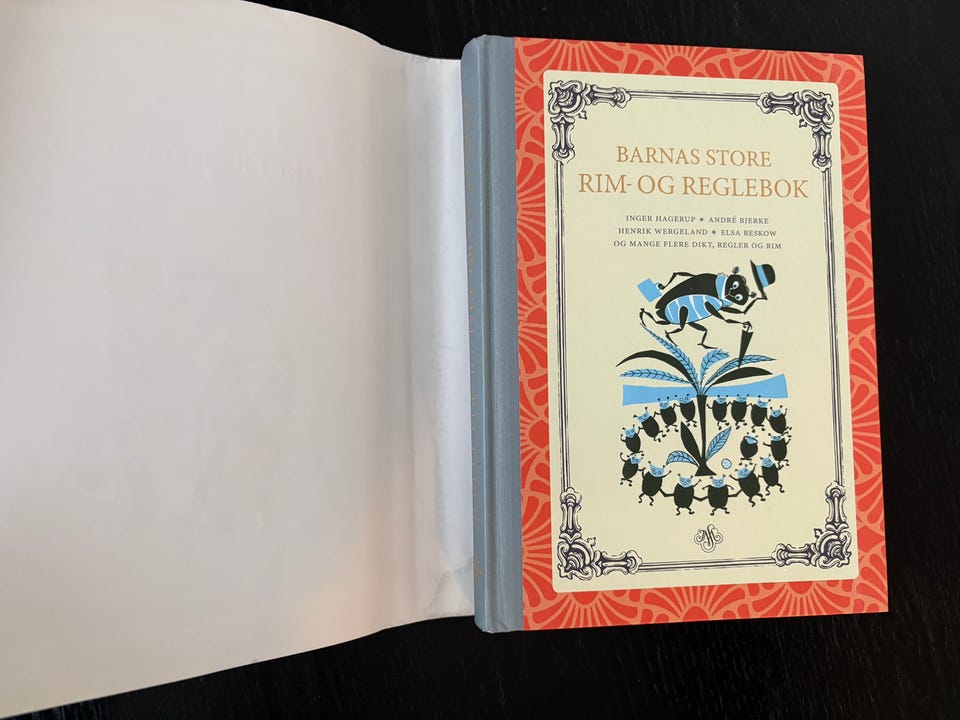 BARNAS STORE
RIM- OG REGLEBOK
INGER HAGERUP ✷ ANDRÉ BJERKE
HENRIK WERGELAND ✷ ELSA BESKOW
OG MANGE FLERE DIKT, REGLER OG RIM